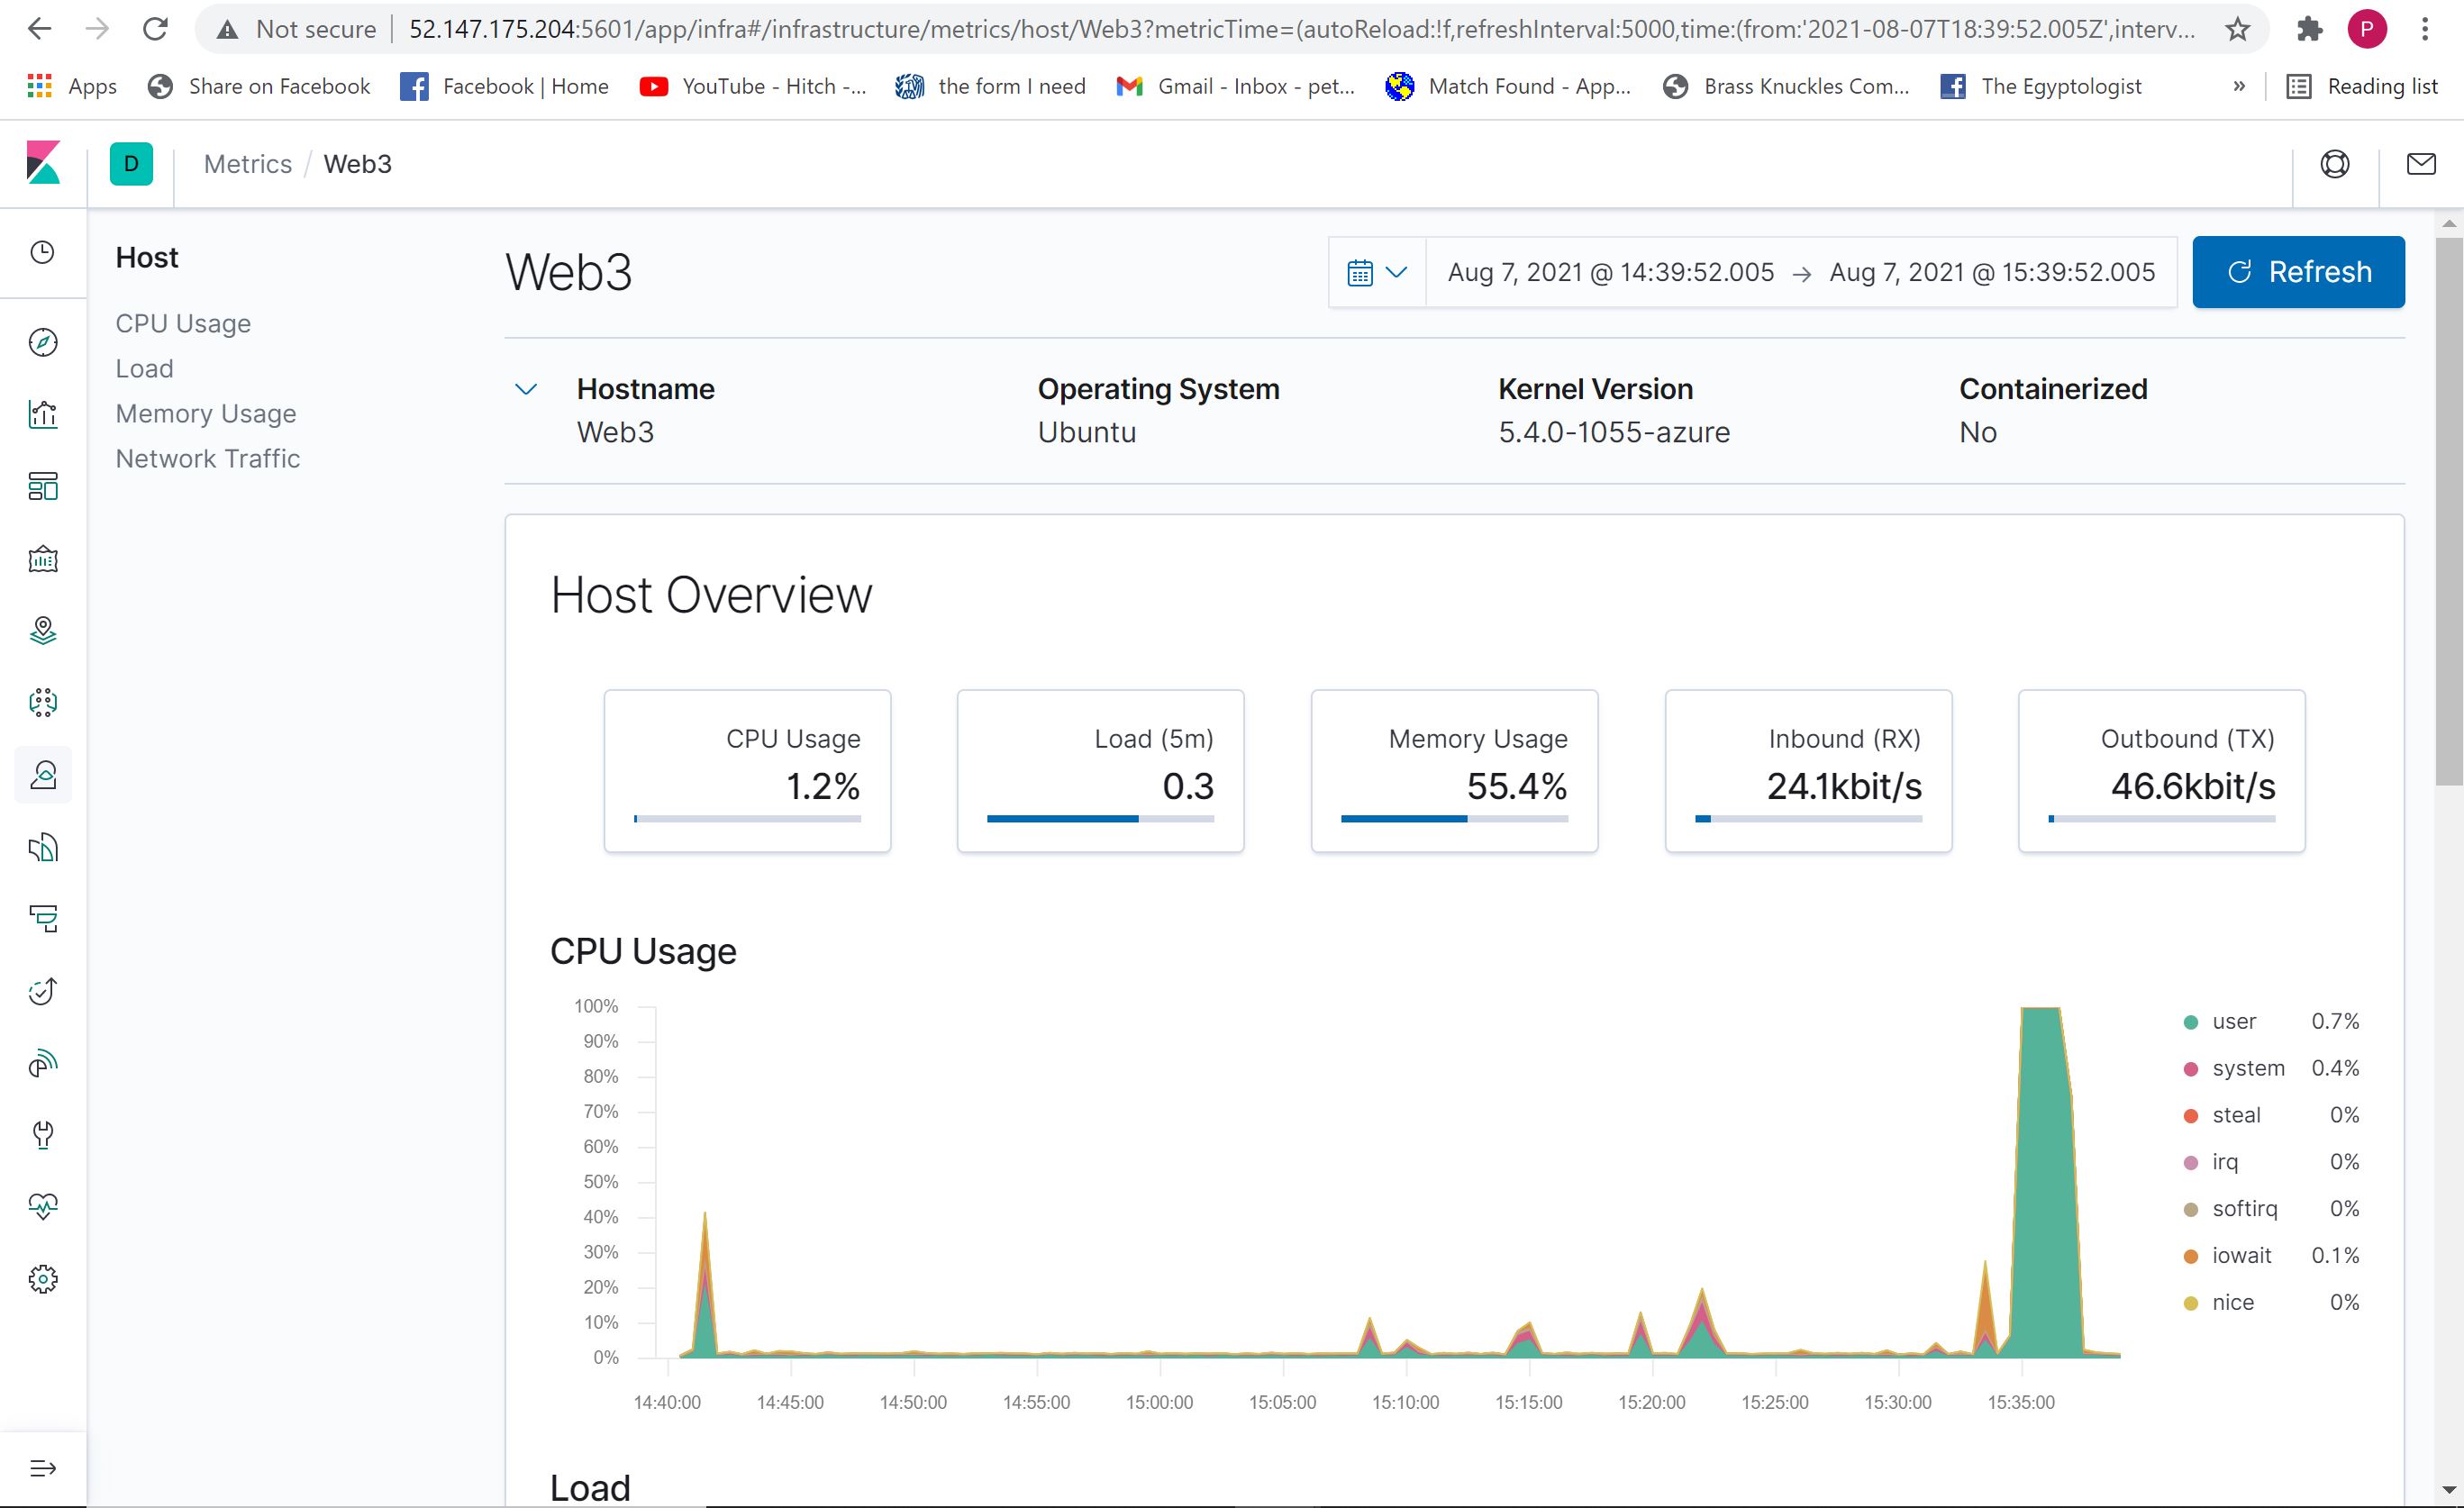 Not secure | 52.147.175.204:5601/app/infra#/infrastructure/metrics/host/Web3?metricTime=(autoReload:!f,refreshInterval:5000,time:(from:'2021-08-07T18:39:52.005Z',interv...
P
Apps Share on Facebook Facebook | Home YouTube - Hitch -... the form I need Gmail - Inbox - pet... Match Found - App... Brass Knuckles Com... The Egyptologist » Reading list
D Metrics / Web3
Host
CPU Usage
Load
Memory Usage
Network Traffic
Web3
Aug 7, 2021 @ 14:39:52.005 → Aug 7, 2021 @ 15:39:52.005 Refresh
Hostname Operating System Kernel Version Containerized
Web3 Ubuntu 5.4.0-1055-azure No
Host Overview
CPU Usage Load (5m) Memory Usage Inbound (RX) Outbound (TX)
1.2% 0.3 55.4% 24.1kbit/s 46.6kbit/s
CPU Usage
100%
90%
80%
70%
60%
50%
40%
30%
20%
10%
0%
14:40:00 14:45:00 14:50:00 14:55:00 15:00:00 15:05:00 15:10:00 15:15:00 15:20:00 15:25:00 15:30:00 15:35:00
user 0.7%
system 0.4%
steal 0%
irq 0%
softirq 0%
iowait 0.1%
nice 0%
Load